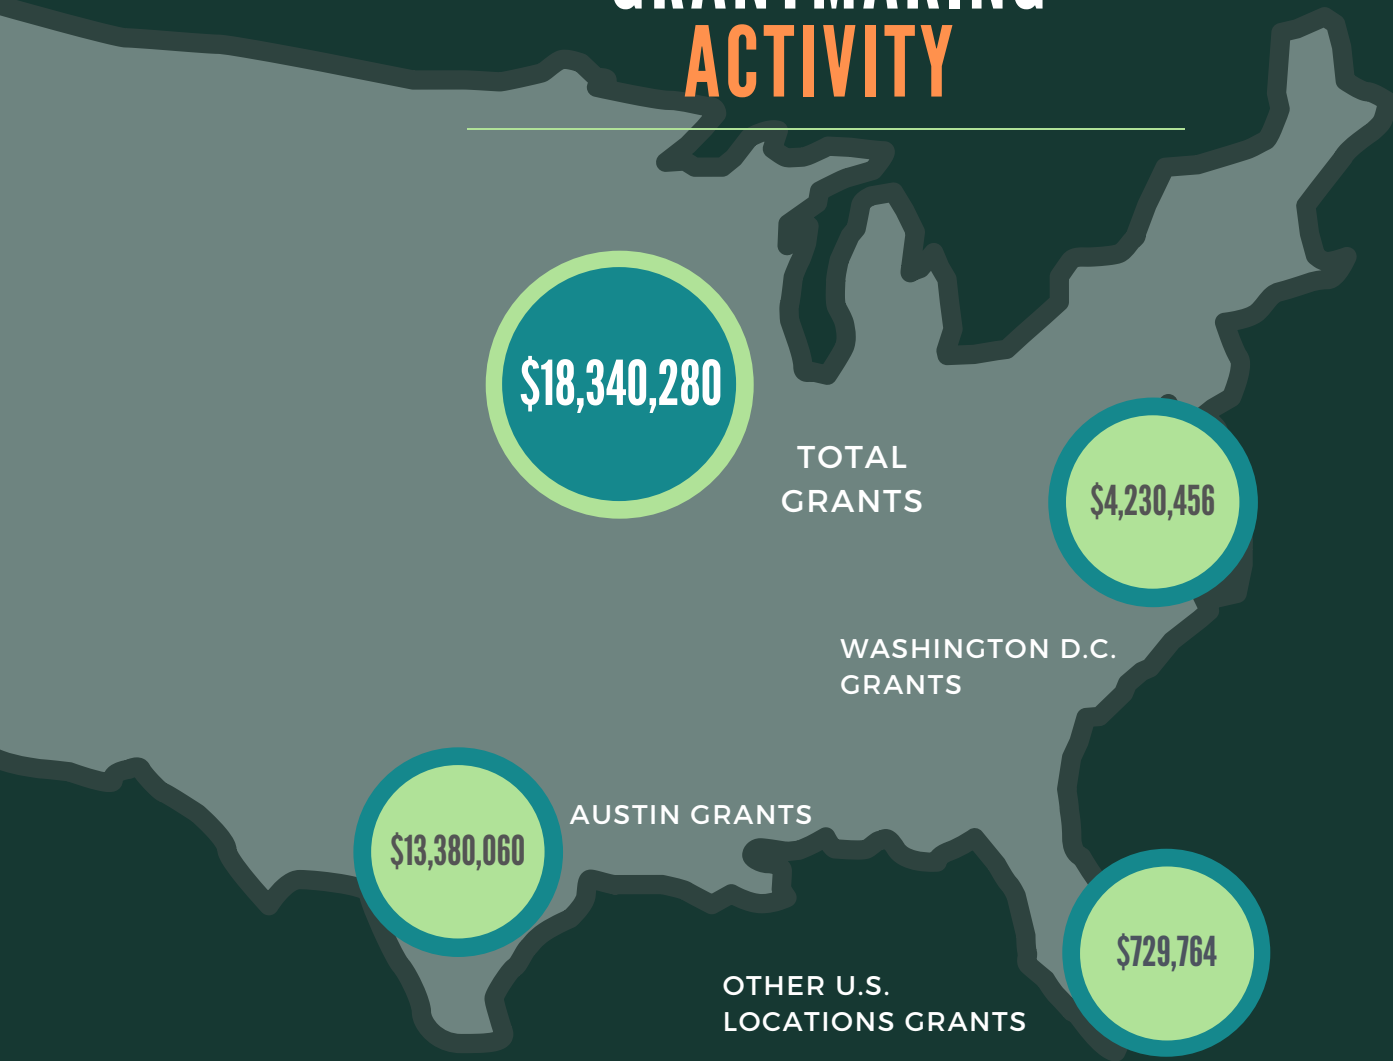 GRANTMAKING
ACTIVITY
$18,340,280
TOTAL
GRANTS
$4,230,456
WASHINGTON D.C.
GRANTS
AUSTIN GRANTS
$13,380,060
$729,764
OTHER U.S.
LOCATIONS GRANTS